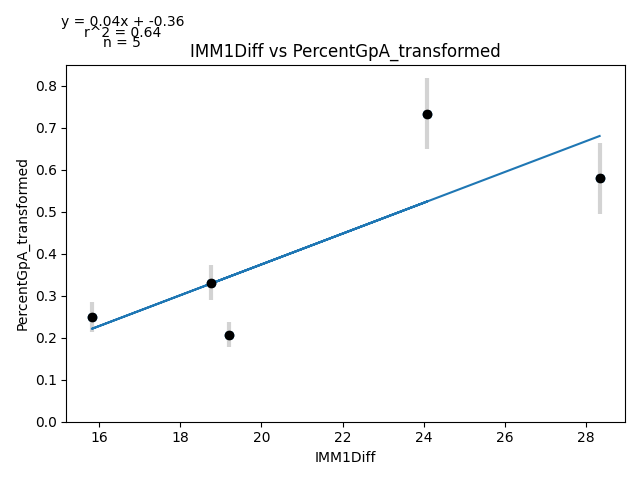 y = 0.04x + -0.36
r^2 = 0.64
n = 5
IMM1Diff vs PercentGpA_transformed
PercentGpA_transformed
0.8
0.7
0.6
0.5
0.4
0.3
0.2
0.1
0.0
16 18 20 22 24 26 28
IMM1Diff